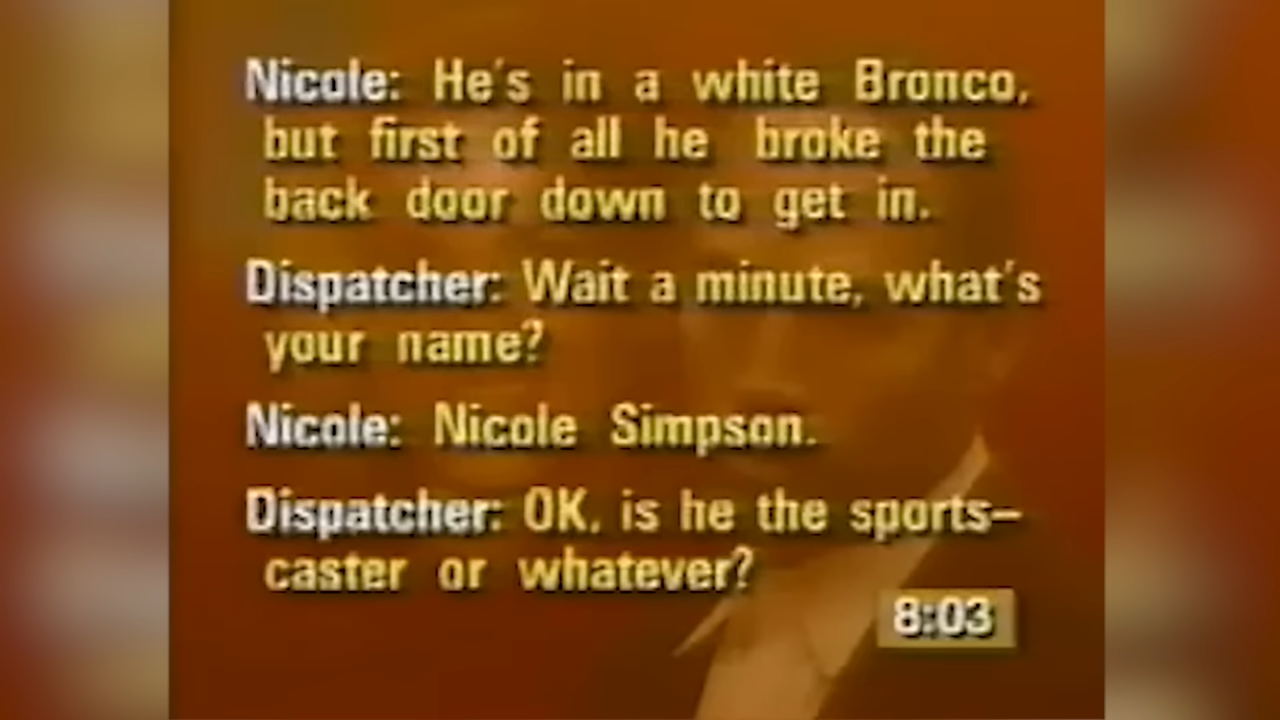 Nicole: He's in a white Bronco,
but first of all he broke the
back door down to get in.
Dispatcher: Wait a minute, what's
your name?
Nicole: Nicole Simpson.
Dispatcher: OK, is he the sports-
caster or whatever?
8:03